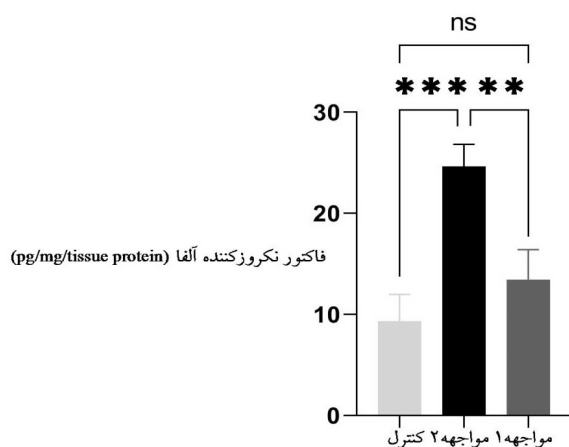 ns
*** **
30
20
10
0
فاکتور نکروزکننده آلفا (pg/mg/tissue protein)
کنترل مواجهه۲ مواجهه۱